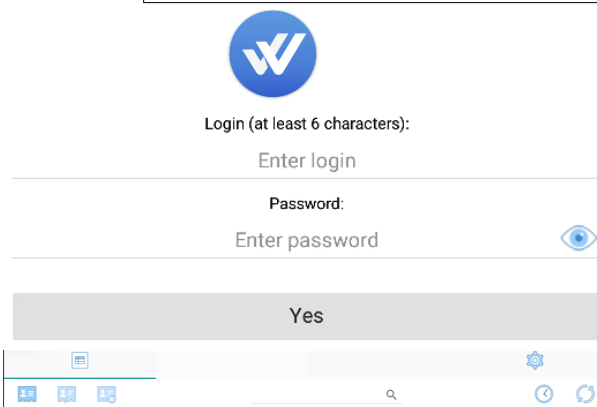 Login (at least 6 characters):
Enter login
Password:
Enter password
Yes